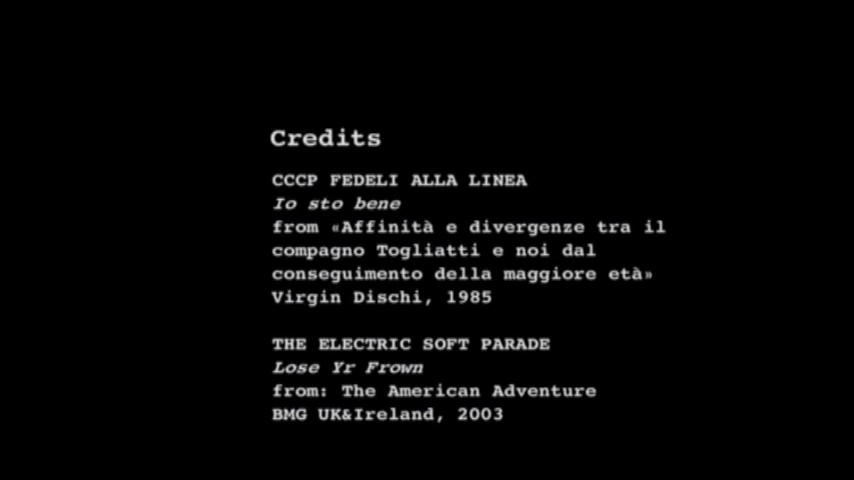 Credits
CCCP FEDELI ALLA LINEA
Io sto bene
from «Affinità e divergenze tra il
compagno Togliatti e noi dal
conseguimento della maggiore età»
Virgin Dischi, 1985
THE ELECTRIC SOFT PARADE
Lose Yr Frown
from: The American Adventure
BMG UK&Ireland, 2003